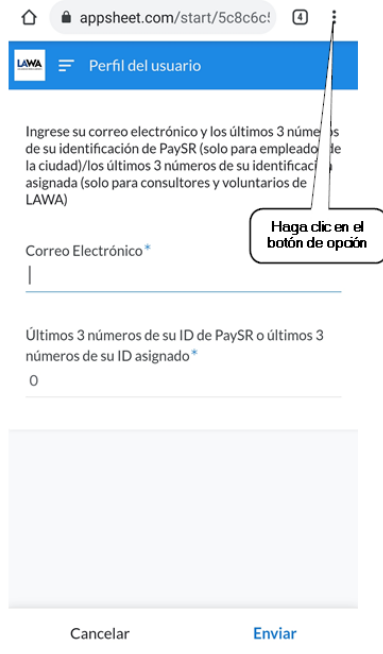 appsheet.com/start/5c8c6c5
4
LAWA
Perfil del usuario
Ingrese su correo electrónico y los últimos 3 números
de su identificación de PaySR (solo para empleados de
la ciudad)/los últimos 3 números de su identificación
asignada (solo para consultores y voluntarios de
LAWA)
Haga clic en el
botón de opción
Correo Electrónico*
Últimos 3 números de su ID de PaySR o últimos 3
números de su ID asignado*
0
Cancelar
Enviar